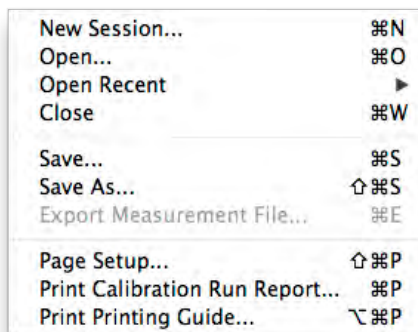 New Session... ⌘N
Open... ⌘O
Open Recent ▶
Close ⌘W
Save... ⌘S
Save As... ⇧⌘S
Export Measurement File... ⌘E
Page Setup... ⇧⌘P
Print Calibration Run Report... ⌘P
Print Printing Guide... ⌥⌘P